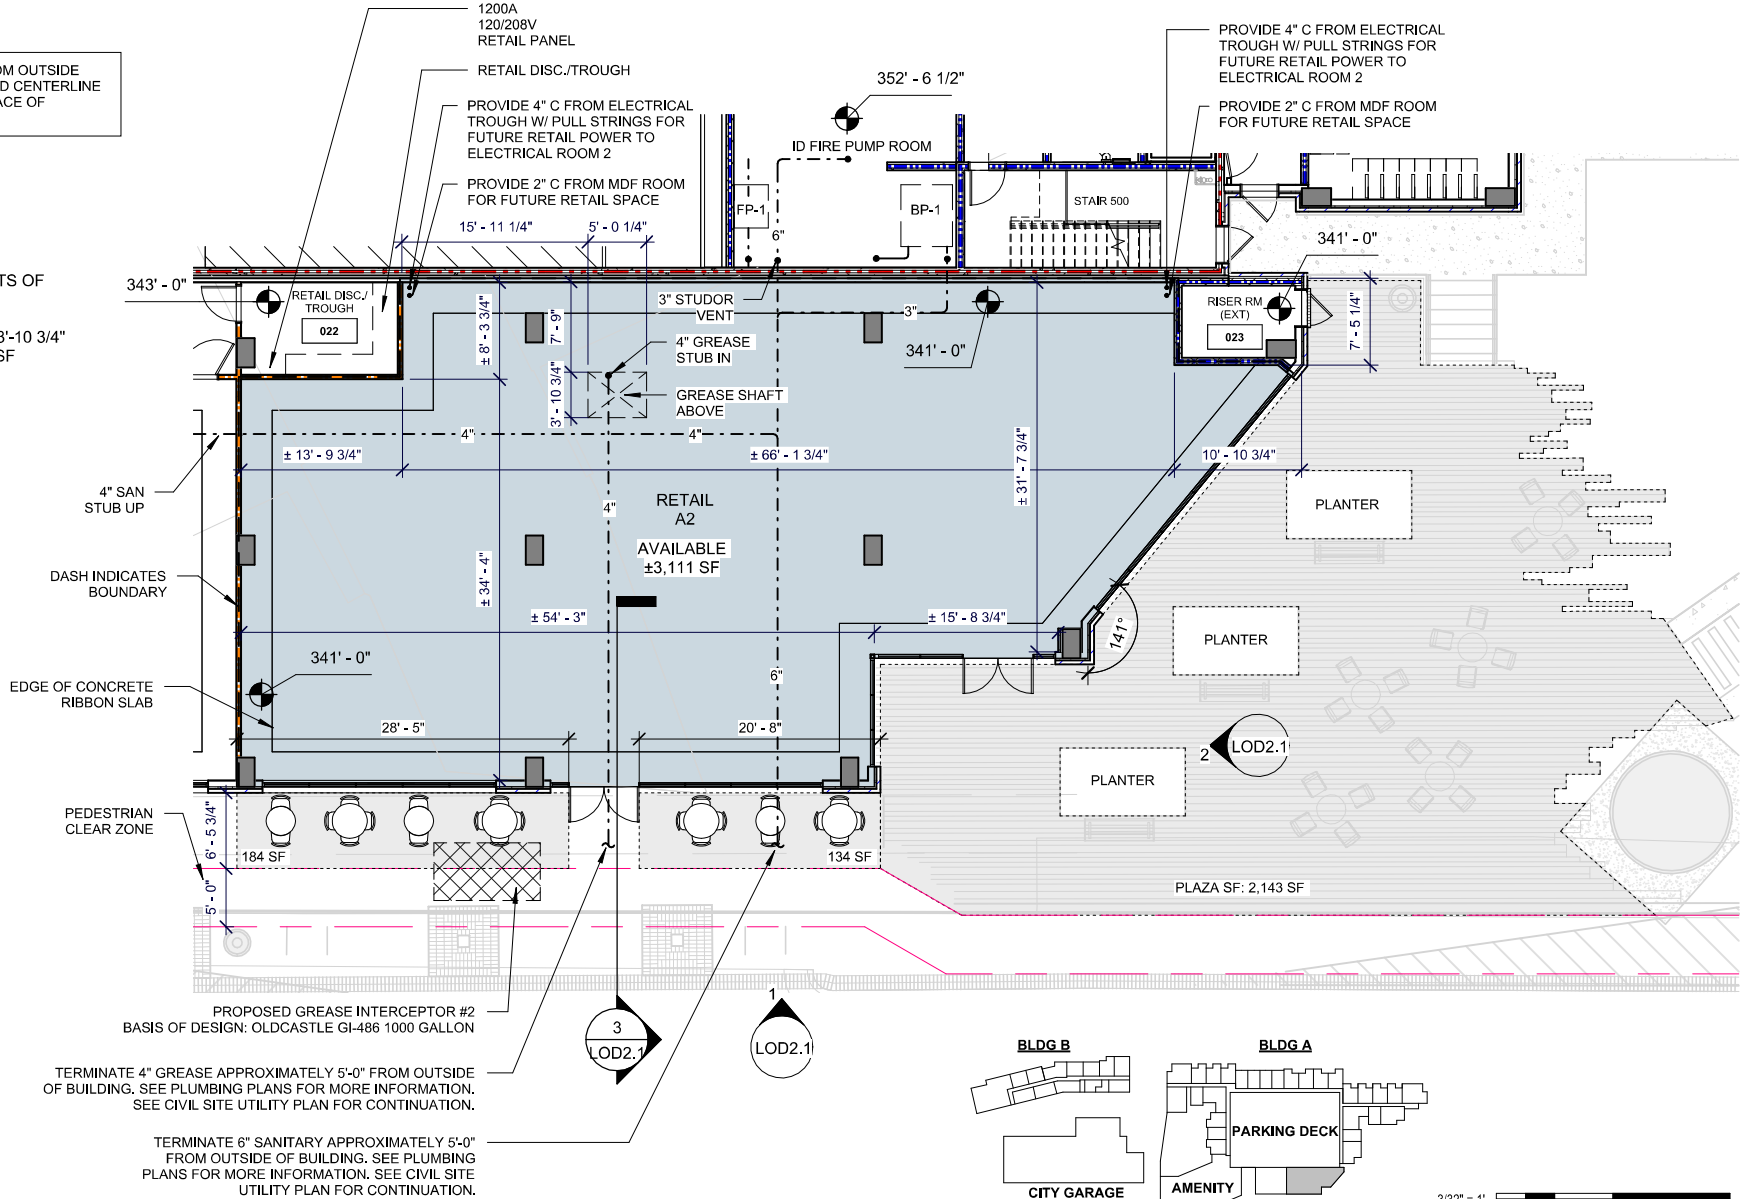 1200A
120/208V
RETAIL PANEL
RETAIL DISC./TROUGH
PROVIDE 4" C FROM ELECTRICAL
TROUGH W/ PULL STRINGS FOR
FUTURE RETAIL POWER TO
ELECTRICAL ROOM 2
PROVIDE 2" C FROM MDF ROOM
FOR FUTURE RETAIL SPACE
OM OUTSIDE
D CENTERLINE
ACE OF
TS OF
3'-10 3/4"
SF
352' - 6 1/2"
ID FIRE PUMP ROOM
FP-1
BP-1
6"
STAIR 500
PROVIDE 4" C FROM ELECTRICAL
TROUGH W/ PULL STRINGS FOR
FUTURE RETAIL POWER TO
ELECTRICAL ROOM 2
PROVIDE 2" C FROM MDF ROOM
FOR FUTURE RETAIL SPACE
15' - 11 1/4"
5' - 0 1/4"
341' - 0"
343' - 0"
RETAIL DISC./
TROUGH
022
± 8' - 3 3/4"
7' - 9"
3' - 10 3/4"
3" STUDOR
VENT
4" GREASE
STUB IN
GREASE SHAFT
ABOVE
3"
341' - 0"
RISER RM
(EXT)
023
7' - 5 1/4"
4"
4"
± 13' - 9 3/4"
± 66' - 1 3/4"
± 31' - 7 3/4"
10' - 10 3/4"
4" SAN
STUB UP
4"
RETAIL
A2
AVAILABLE
±3,111 SF
PLANTER
DASH INDICATES
BOUNDARY
± 34' - 4"
± 54' - 3"
± 15' - 8 3/4"
141°
PLANTER
341' - 0"
6"
EDGE OF CONCRETE
RIBBON SLAB
28' - 5"
20' - 8"
2
LOD2.1
PLANTER
PEDESTRIAN
CLEAR ZONE
6' - 5 3/4"
5' - 0"
184 SF
134 SF
PLAZA SF: 2,143 SF
PROPOSED GREASE INTERCEPTOR #2
BASIS OF DESIGN: OLDCASTLE GI-486 1000 GALLON
3
LOD2.1
1
LOD2.1
TERMINATE 4" GREASE APPROXIMATELY 5'-0" FROM OUTSIDE
OF BUILDING. SEE PLUMBING PLANS FOR MORE INFORMATION.
SEE CIVIL SITE UTILITY PLAN FOR CONTINUATION.
TERMINATE 6" SANITARY APPROXIMATELY 5'-0"
FROM OUTSIDE OF BUILDING. SEE PLUMBING
PLANS FOR MORE INFORMATION. SEE CIVIL SITE
UTILITY PLAN FOR CONTINUATION.
BLDG B
BLDG A
PARKING DECK
CITY GARAGE
AMENITY
3/32" = 1'